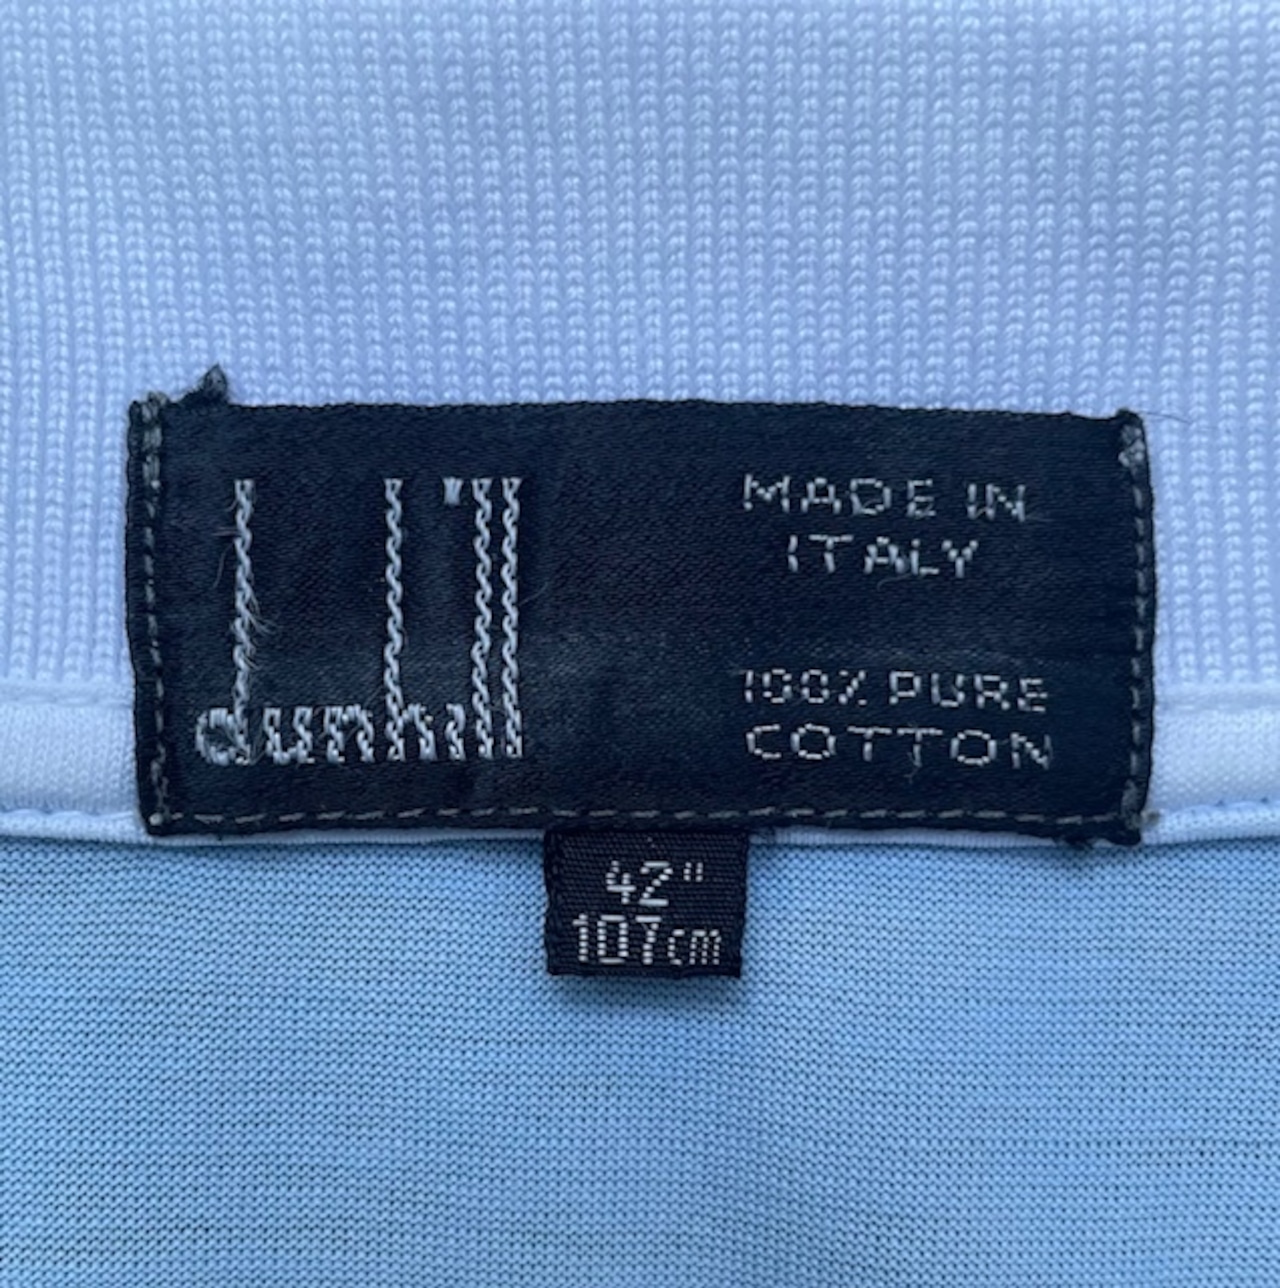 dunhill
MADE IN
ITALY
100% PURE
COTTON
42"
107cm